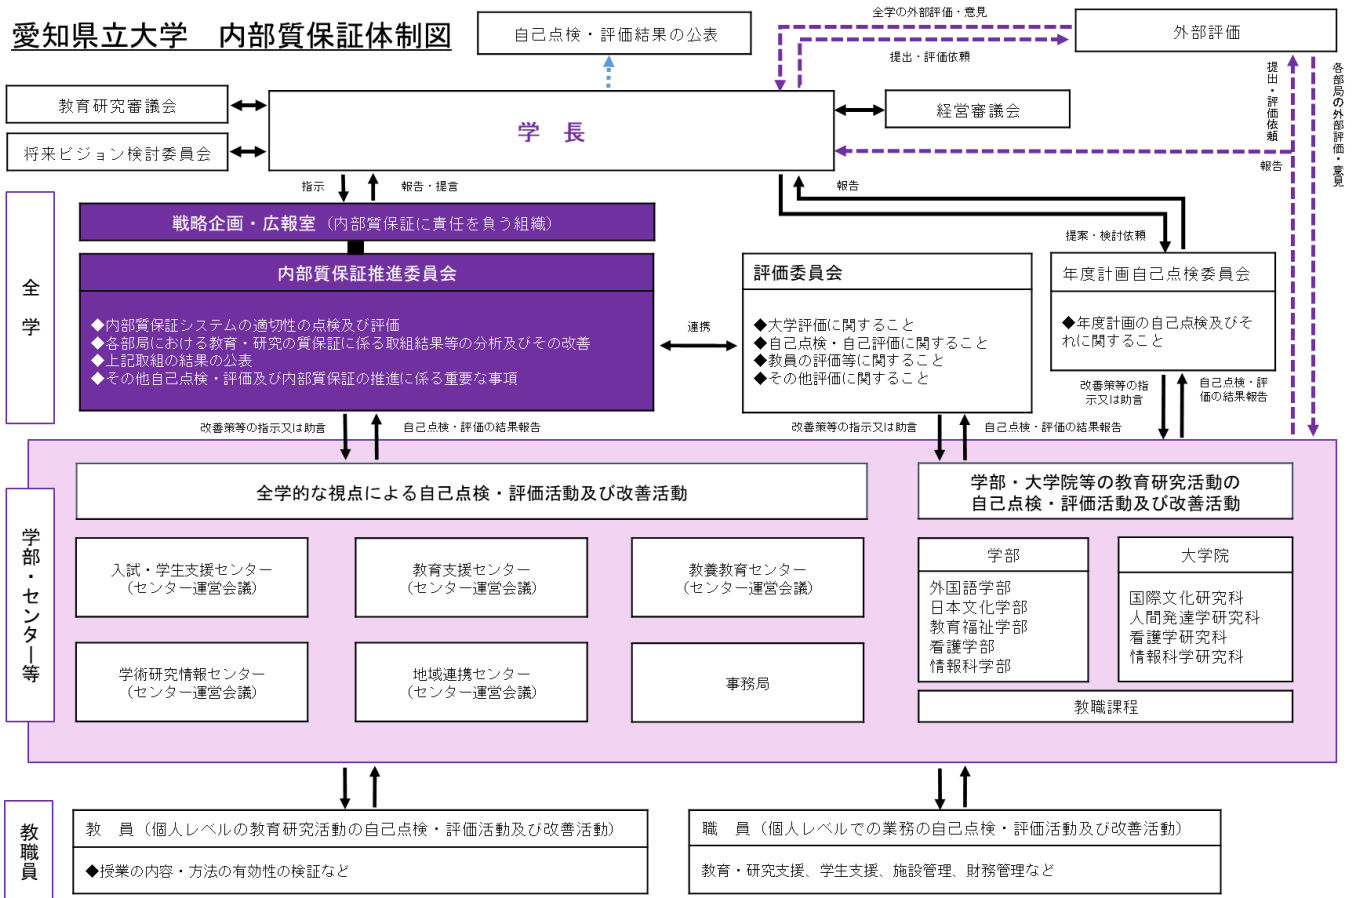 愛知県立大学　内部質保証体制図
自己点検・評価結果の公表
全学の外部評価・意見
提出・評価依頼
外部評価
教育研究審議会
将来ビジョン検討委員会
学　長
経営審議会
提出・評価依頼
各部局の外部評価・意見
報告
指示
報告・提言
報告
提案・検討依頼
全　学
戦略企画・広報室（内部質保証に責任を負う組織）
内部質保証推進委員会
◆内部質保証システムの適切性の点検及び評価
◆各部局における教育・研究の質保証に係る取組結果等の分析及びその改善
◆上記取組の結果の公表
◆その他自己点検・評価及び内部質保証の推進に係る重要な事項
連携
評価委員会
◆大学評価に関すること
◆自己点検・自己評価に関すること
◆教員の評価等に関すること
◆その他評価に関すること
年度計画自己点検委員会
◆年度計画の自己点検及びそ
れに関すること
改善策等の指
示又は助言
自己点検・評
価の結果報告
改善策等の指示又は助言
自己点検・評価の結果報告
改善策等の指示又は助言
自己点検・評価の結果報告
学部・センター等
全学的な視点による自己点検・評価活動及び改善活動
入試・学生支援センター
（センター運営会議）
教育支援センター
（センター運営会議）
教養教育センター
（センター運営会議）
学術研究情報センター
（センター運営会議）
地域連携センター
（センター運営会議）
事務局
学部・大学院等の教育研究活動の
自己点検・評価活動及び改善活動
学部
外国語学部
日本文化学部
教育福祉学部
看護学部
情報科学部
大学院
国際文化研究科
人間発達学研究科
看護学研究科
情報科学研究科
教職課程
教職員
教　員（個人レベルの教育研究活動の自己点検・評価活動及び改善活動）
◆授業の内容・方法の有効性の検証など
職　員（個人レベルでの業務の自己点検・評価活動及び改善活動）
教育・研究支援、学生支援、施設管理、財務管理など